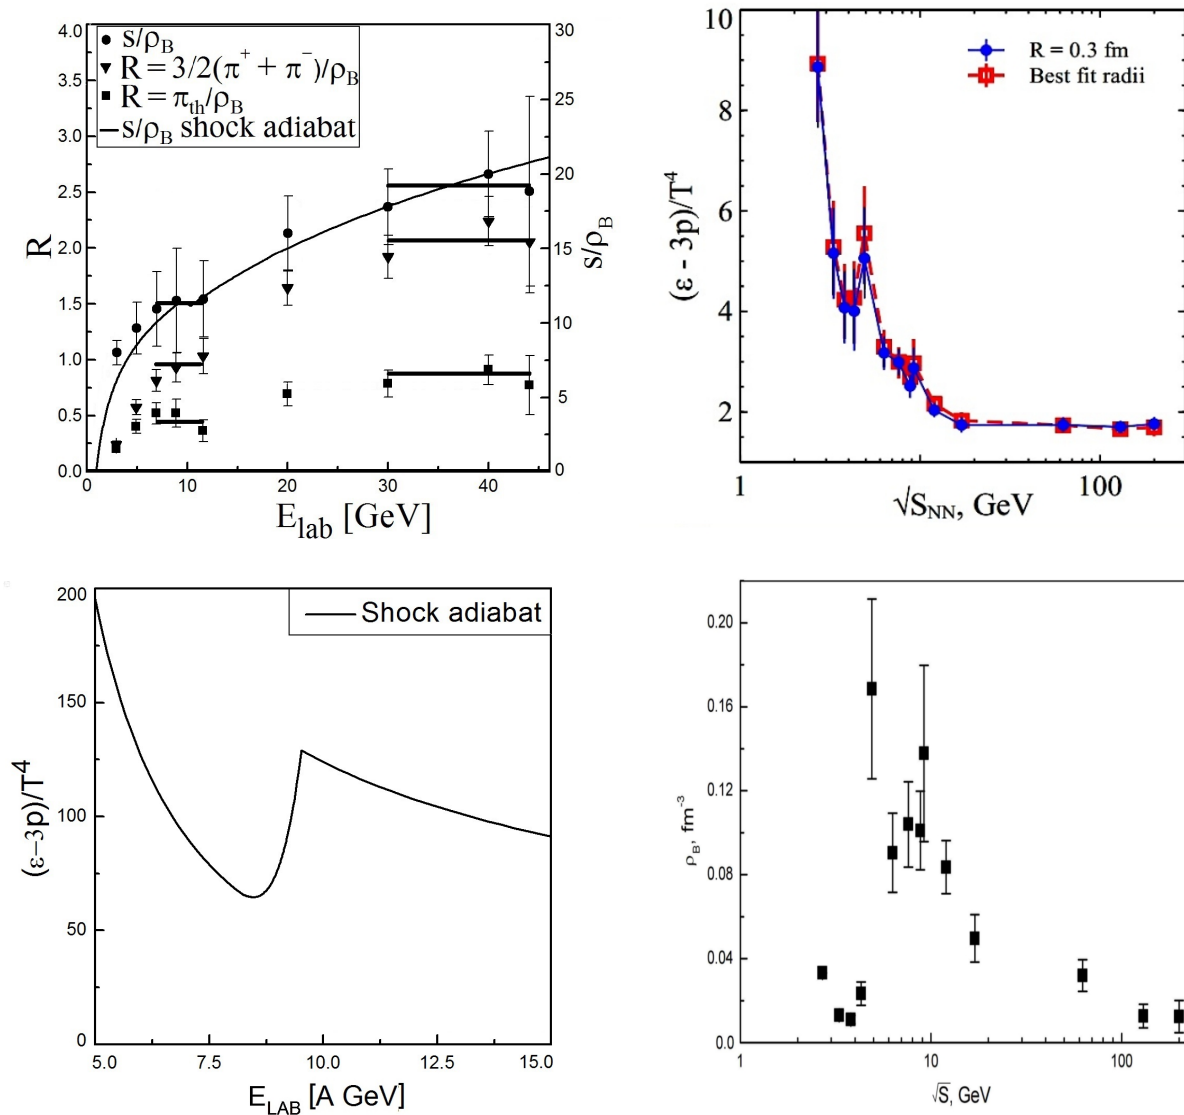 4.0
3.5
3.0
2.5
2.0
1.5
1.0
0.5
0.0
R
s/ρB
R = 3/2(π+ + π−)/ρB
R = πth/ρB
s/ρB shock adiabat
30
25
20
15
10
5
0
s/ρB
0 10 20 30 40
Elab [GeV]
10
8
6
4
2
(ε - 3p)/T4
R = 0.3 fm
Best fit radii
1 100
√SNN, GeV
200
150
100
50
0
(ε−3p)/T4
Shock adiabat
5.0 7.5 10.0 12.5 15.0
ELAB [A GeV]
0.20
0.16
0.12
0.08
0.04
0.00
ρB, fm-3
1 10 100
√S, GeV